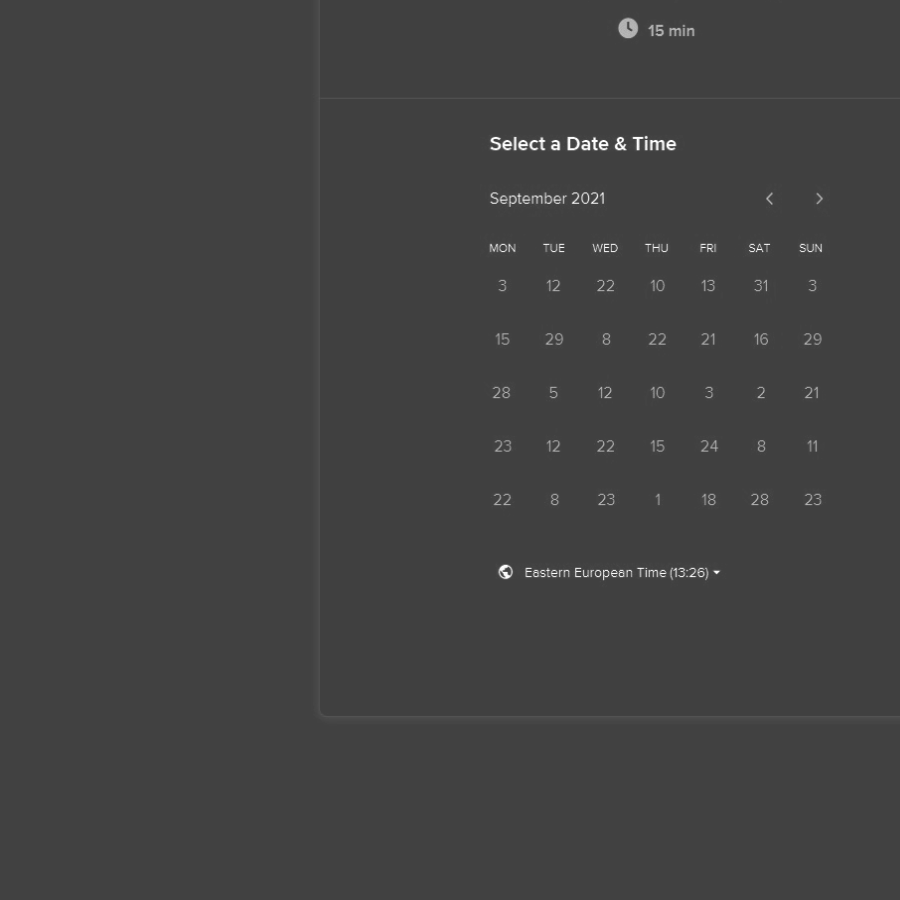 15 min
Select a Date & Time
September 2021
MON TUE WED THU FRI SAT SUN
3 12 22 10 13 31 3
15 29 8 22 21 16 29
28 5 12 10 3 2 21
23 12 22 15 24 8 11
22 8 23 1 18 28 23
Eastern European Time (13:26)